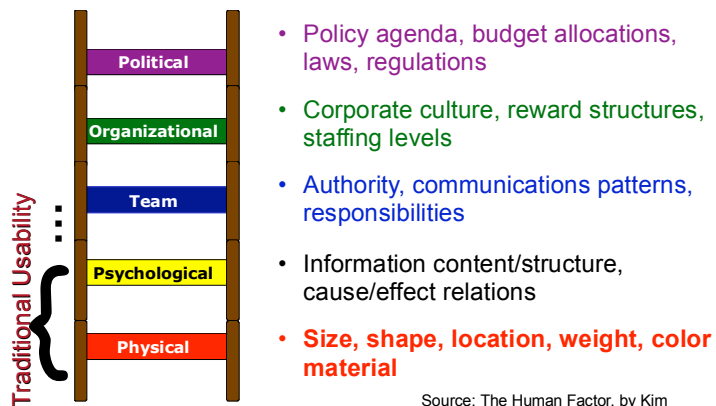 Political
• Policy agenda, budget allocations,
laws, regulations
Organizational
• Corporate culture, reward structures,
staffing levels
Team
• Authority, communications patterns,
responsibilities
Psychological
• Information content/structure,
cause/effect relations
Physical
• Size, shape, location, weight, color
material
Traditional Usability
...
Source: The Human Factor, by Kim